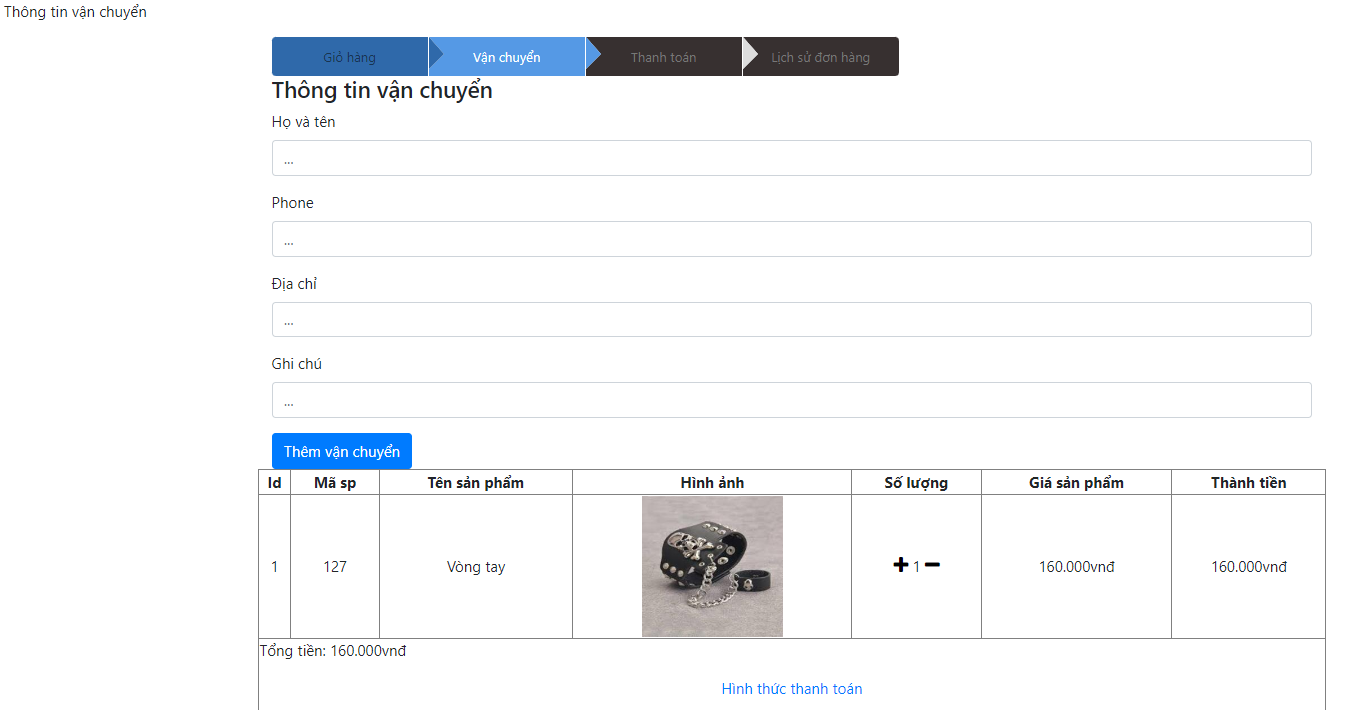 Thông tin vận chuyển
Giỏ hàng Vận chuyển Thanh toán Lịch sử đơn hàng
Thông tin vận chuyển
Họ và tên
...
Phone
...
Địa chỉ
...
Ghi chú
...
Thêm vận chuyển
Id Mã sp Tên sản phẩm Hình ảnh Số lượng Giá sản phẩm Thành tiền
1 127 Vòng tay 1 160.000vnđ 160.000vnđ
Tổng tiền: 160.000vnđ
Hình thức thanh toán